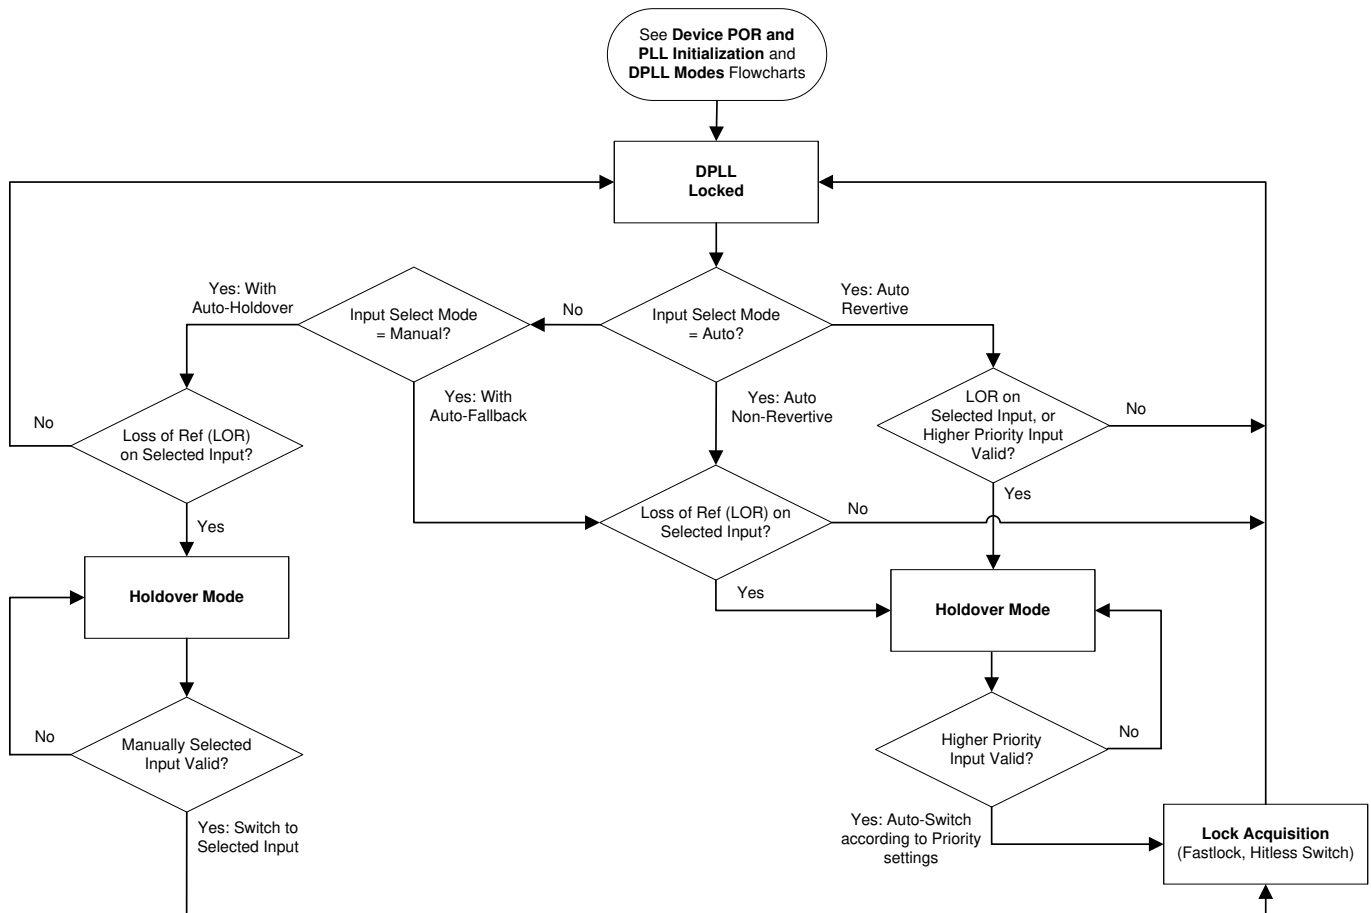 See Device POR and
PLL Initialization and
DPLL Modes Flowcharts
DPLL
Locked
Yes: With
Auto-Holdover
Input Select Mode
= Manual?
No
Input Select Mode
= Auto?
Yes: Auto
Revertive
Yes: With
Auto-Fallback
Yes: Auto
Non-Revertive
LOR on
Selected Input, or
Higher Priority Input
Valid?
No
No
Loss of Ref (LOR)
on Selected Input?
Yes
Loss of Ref (LOR) on
Selected Input?
No
Yes
Yes
Holdover Mode
Holdover Mode
No
Manually Selected
Input Valid?
Higher Priority
Input Valid?
No
Yes: Switch to
Selected Input
Yes: Auto-Switch
according to Priority
settings
Lock Acquisition
(Fastlock, Hitless Switch)